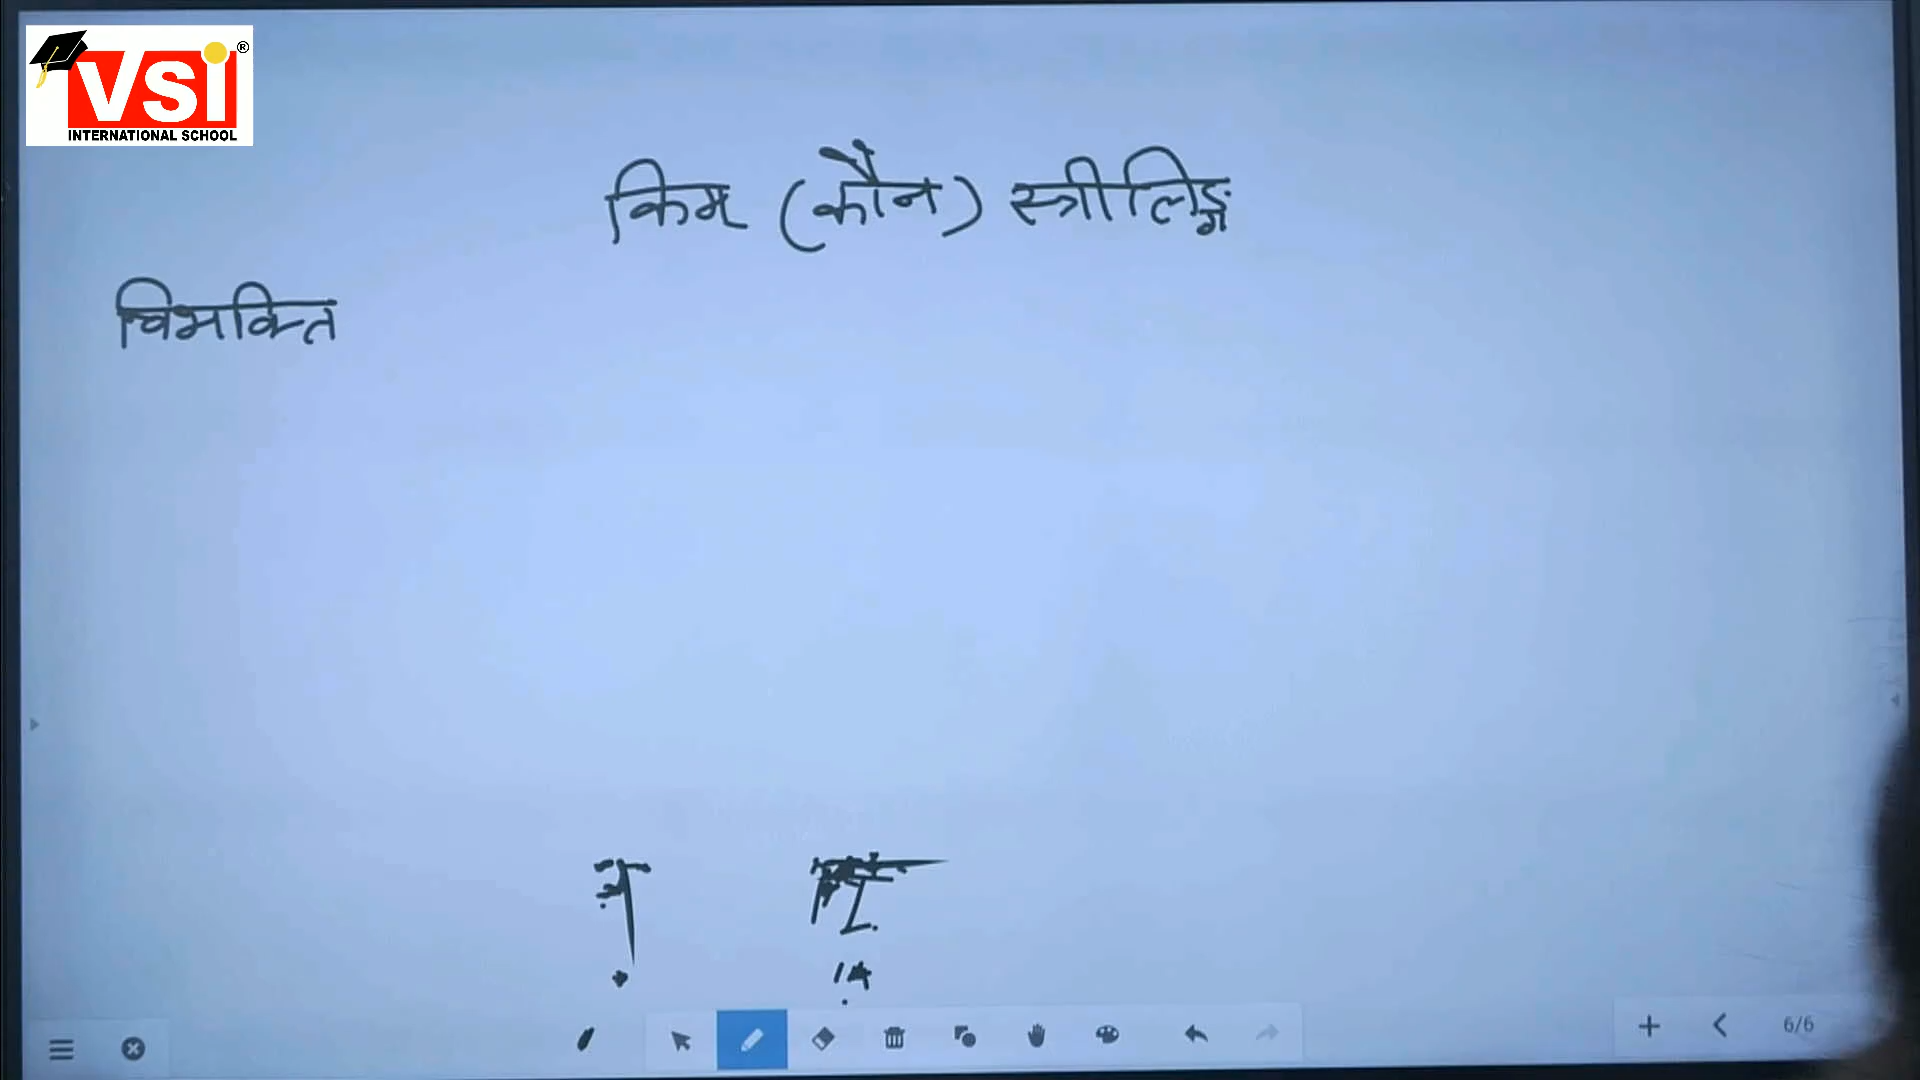 VSI ®
INTERNATIONAL SCHOOL
किम् (कौन) स्त्रीलिङ्ग
विभक्ति
6/6